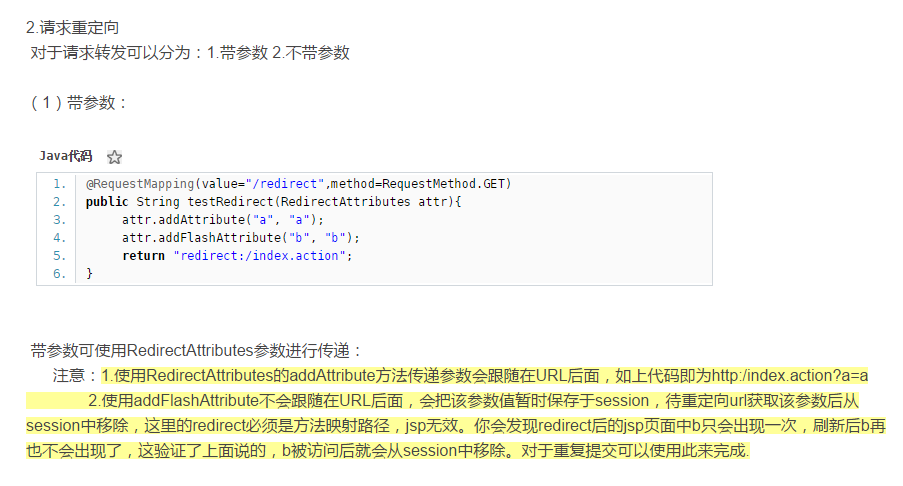 2.请求重定向
对于请求转发可以分为：1.带参数 2.不带参数
（1）带参数：
Java代码
1. @RequestMapping(value="/redirect",method=RequestMethod.GET)
2. public String testRedirect(RedirectAttributes attr){
3. attr.addAttribute("a", "a");
4. attr.addFlashAttribute("b", "b");
5. return "redirect:/index.action";
6. }
带参数可使用RedirectAttributes参数进行传递：
注意：1.使用RedirectAttributes的addAttribute方法传递参数会跟随在URL后面，如上代码即为http:/index.action?a=a
2.使用addFlashAttribute不会跟随在URL后面，会把该参数值暂时保存于session，待重定向url获取该参数后从
session中移除，这里的redirect必须是方法映射路径，jsp无效。你会发现redirect后的jsp页面中b只会出现一次，刷新后b再
也不会出现了，这验证了上面说的，b被访问后就会从session中移除。对于重复提交可以使用此来完成.